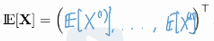 𝔼[𝐗] = (𝔼[X⁽¹⁾], . . . , 𝔼[X⁽ᵈ⁾])⊤